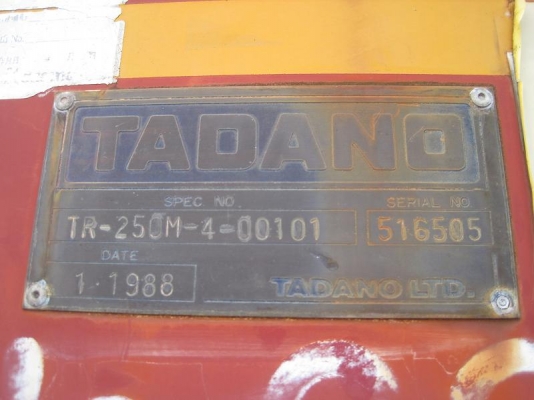 TADANO
SPEC. NO. SERIAL NO.
TR-250M-4-00101 516505
DATE
1 1988 TADANO LTD.